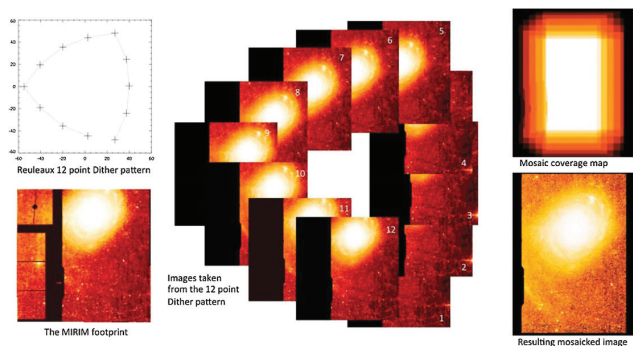 60
40
20
0
-20
-40
-60
-60 -40 -20 0 20 40 60
Reuleaux 12 point Dither pattern
The MIRIM footprint
5
6
7
8
9
10
11
12
4
3
2
1
Images taken
from the 12 point
Dither pattern
Mosaic coverage map
Resulting mosaicked image